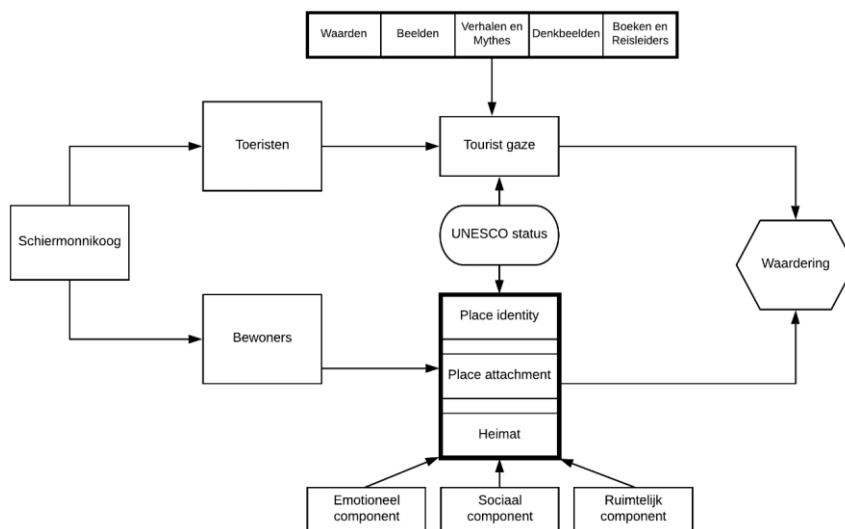 Waarden
Beelden
Verhalen en
Mythes
Denkbeelden
Boeken en
Reisleiders
Toeristen
Tourist gaze
Schiermonnikoog
UNESCO status
Waardering
Bewoners
Place identity
Place attachment
Heimat
Emotioneel
component
Sociaal
component
Ruimtelijk
component